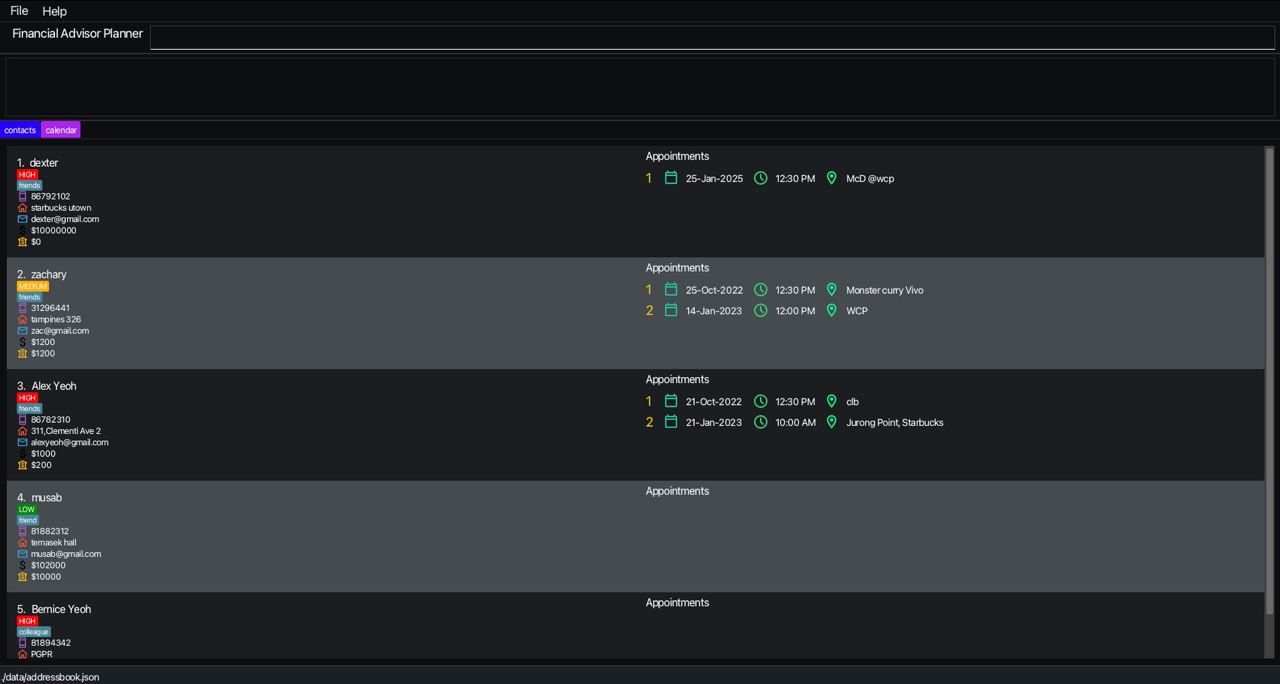 File Help
Financial Advisor Planner
contacts calendar
1. dexter
HIGH
friends
86792102
starbucks utown
dexter@gmail.com
$10000000
$0
Appointments
1 25-Jan-2025 12:30 PM McD @wcp
2. zachary
MEDIUM
friends
31296441
tampines 326
zac@gmail.com
$1200
$1200
Appointments
1 25-Oct-2022 12:30 PM Monster curry Vivo
2 14-Jan-2023 12:00 PM WCP
3. Alex Yeoh
HIGH
friends
86782310
311,Clementi Ave 2
alexyeoh@gmail.com
$1000
$200
Appointments
1 21-Oct-2022 12:30 PM clb
2 21-Jan-2023 10:00 AM Jurong Point, Starbucks
4. musab
LOW
friend
81882312
temasek hall
musab@gmail.com
$102000
$10000
Appointments
5. Bernice Yeoh
HIGH
colleague
81894342
PGPR
Appointments
./data/addressbook.json